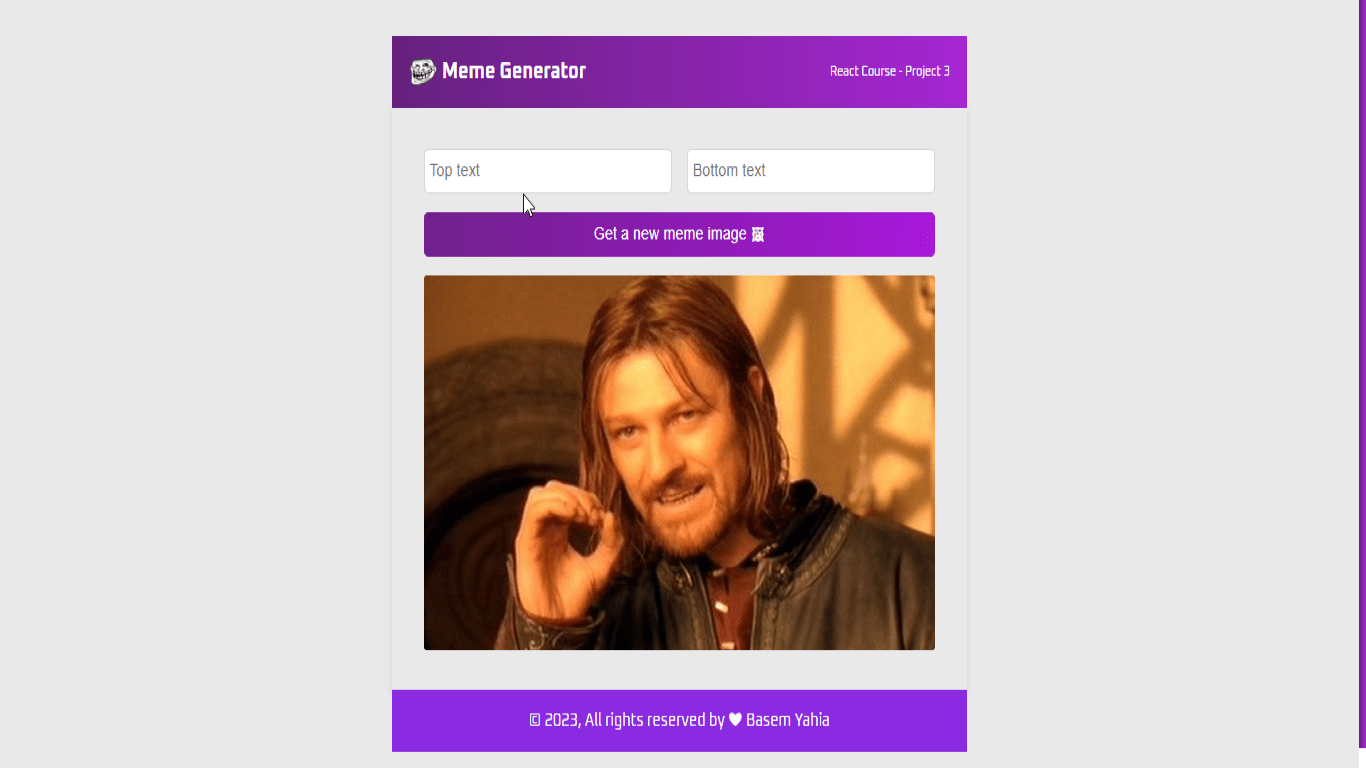 Meme Generator
React Course - Project 3
Top text
Bottom text
Get a new meme image 🖼
© 2023, All rights reserved by ♥ Basem Yahia